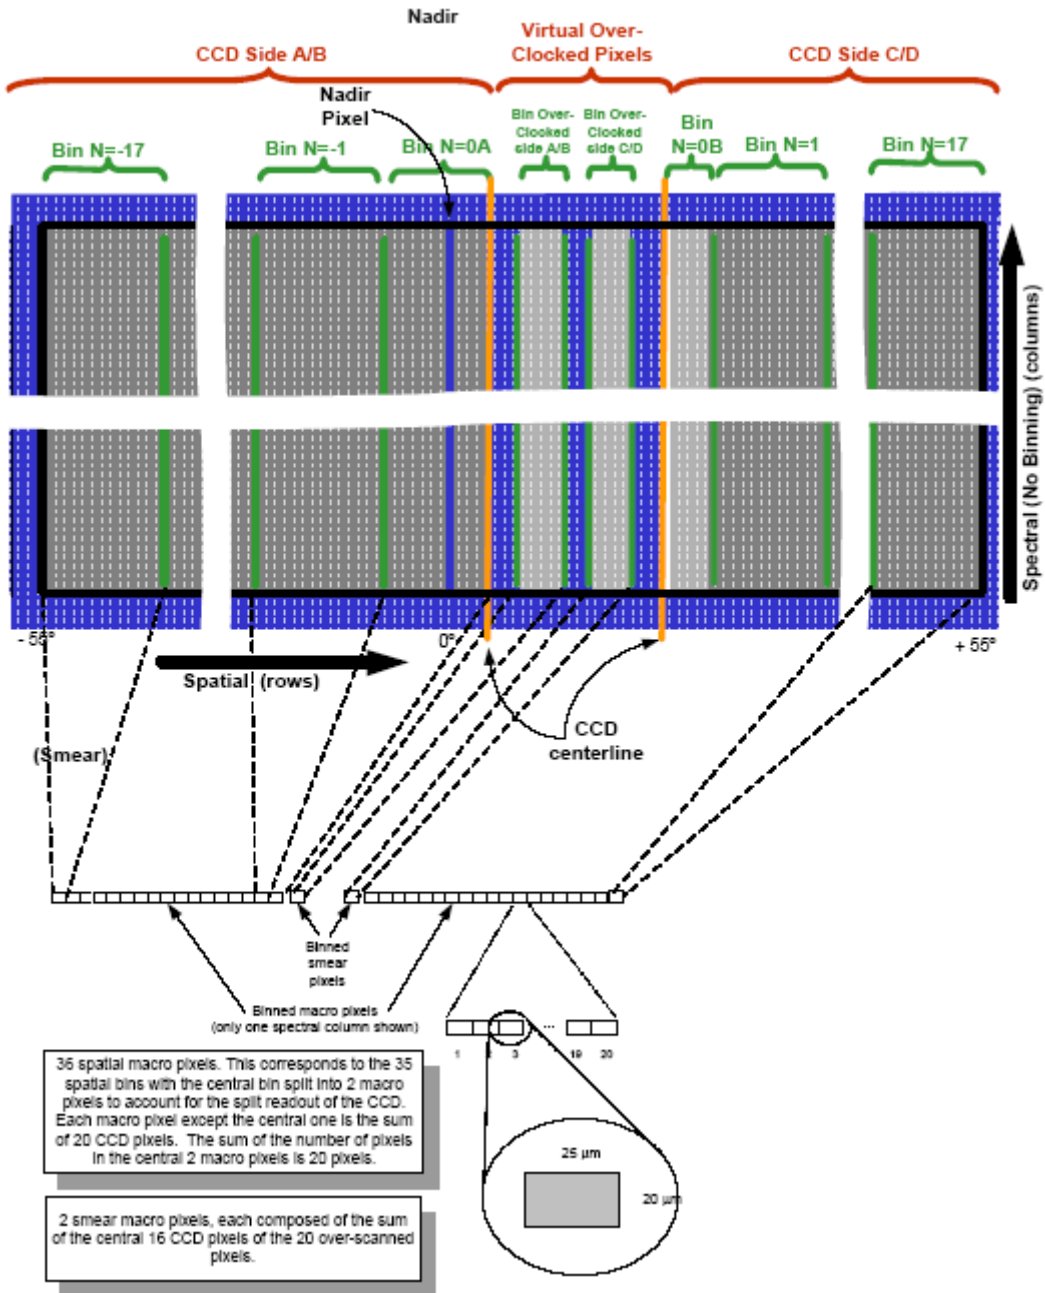 Nadir
CCD Side A/B
Virtual Over-
Clocked Pixels
CCD Side C/D
Nadir
Pixel
Bin N=-17
Bin N=-1
Bin N=0A
Bin Over-
Clooked
side A/B
Bin Over-
Clooked
side C/D
Bin
N=0B
Bin N=1
Bin N=17
Spectral (No Binning) (columns)
- 55°
0°
+ 55°
Spatial (rows)
CCD
centerline
(Smear)
Binned
smear
pixels
Binned macro pixels
(only one spectral column shown)
...
1
3
19
20
36 spatial macro pixels. This corresponds to the 35
spatial bins with the central bin split into 2 macro
pixels to account for the split readout of the CCD.
Each macro pixel except the central one is the sum
of 20 CCD pixels. The sum of the number of pixels
in the central 2 macro pixels is 20 pixels.
25 µm
20 µm
2 smear macro pixels, each composed of the sum
of the central 16 CCD pixels of the 20 over-scanned
pixels.